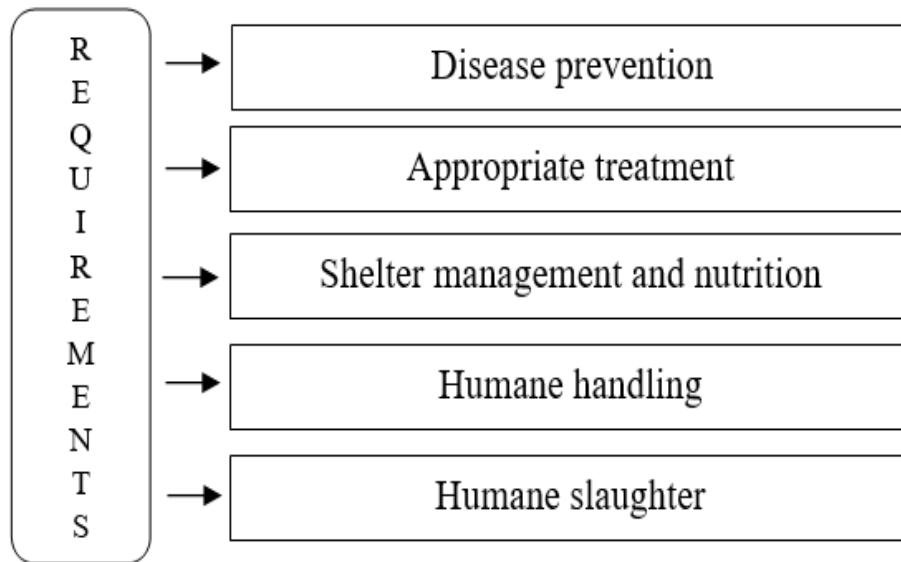 R
E
Q
U
I
R
E
M
E
N
T
S
Disease prevention
Appropriate treatment
Shelter management and nutrition
Humane handling
Humane slaughter